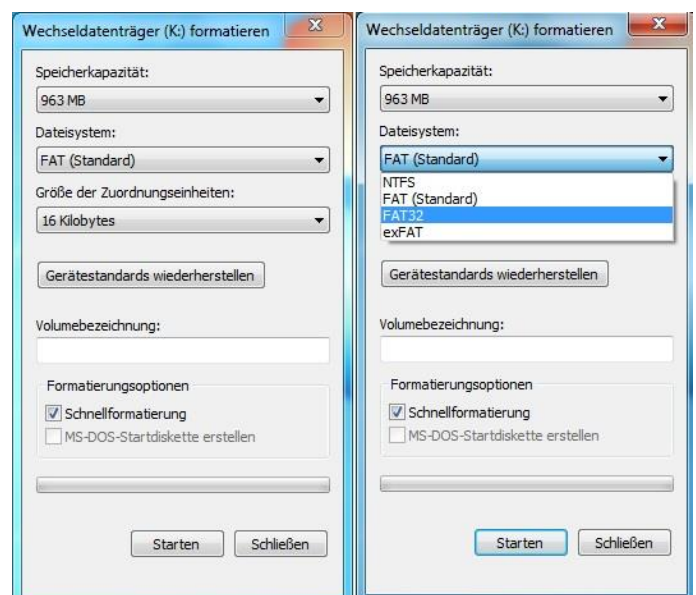 Wechseldatenträger (K:) formatieren
Speicherkapazität:
963 MB
Dateisystem:
FAT (Standard)
Größe der Zuordnungseinheiten:
16 Kilobytes
Gerätestandards wiederherstellen
Volumebezeichnung:
Formatierungsoptionen
Schnellformatierung
MS-DOS-Startdiskette erstellen
Starten
Schließen
Wechseldatenträger (K:) formatieren
Speicherkapazität:
963 MB
Dateisystem:
FAT (Standard)
NTFS
FAT (Standard)
FAT32
exFAT
Gerätestandards wiederherstellen
Volumebezeichnung:
Formatierungsoptionen
Schnellformatierung
MS-DOS-Startdiskette erstellen
Starten
Schließen